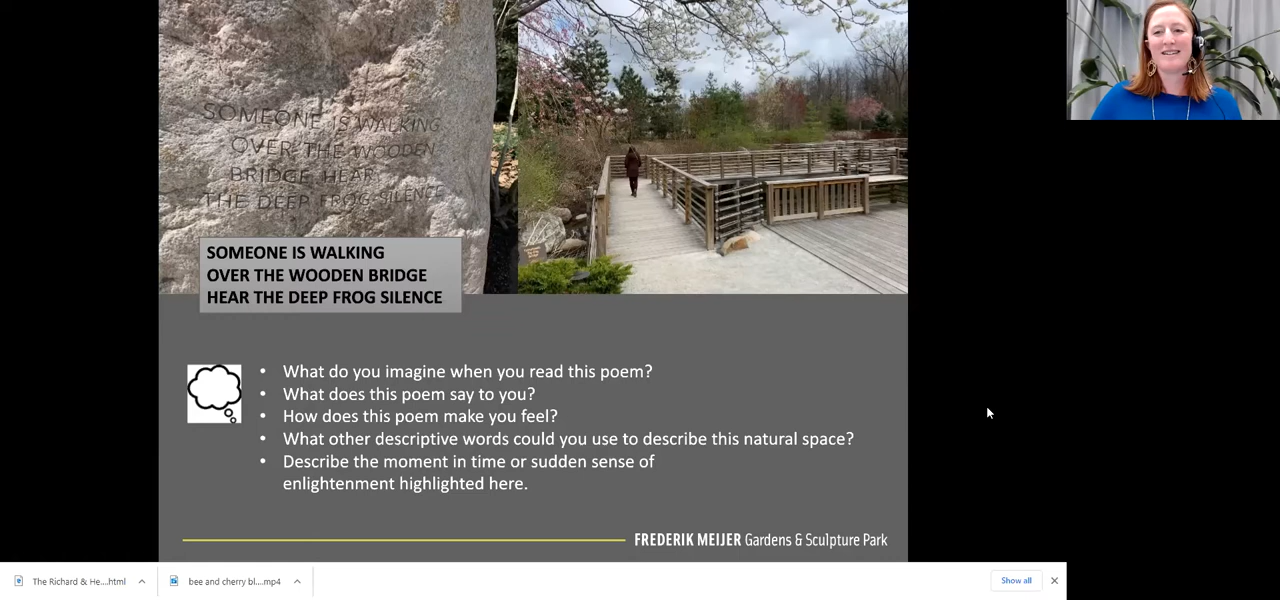 SOMEONE IS WALKING
OVER THE WOODEN
BRIDGE HEAR
THE DEEP FROG SILENCE
SOMEONE IS WALKING
OVER THE WOODEN BRIDGE
HEAR THE DEEP FROG SILENCE
• What do you imagine when you read this poem?
• What does this poem say to you?
• How does this poem make you feel?
• What other descriptive words could you use to describe this natural space?
• Describe the moment in time or sudden sense of
enlightenment highlighted here.
FREDERIK MEIJER Gardens & Sculpture Park
The Richard & He....html
bee and cherry bl....mp4
Show all